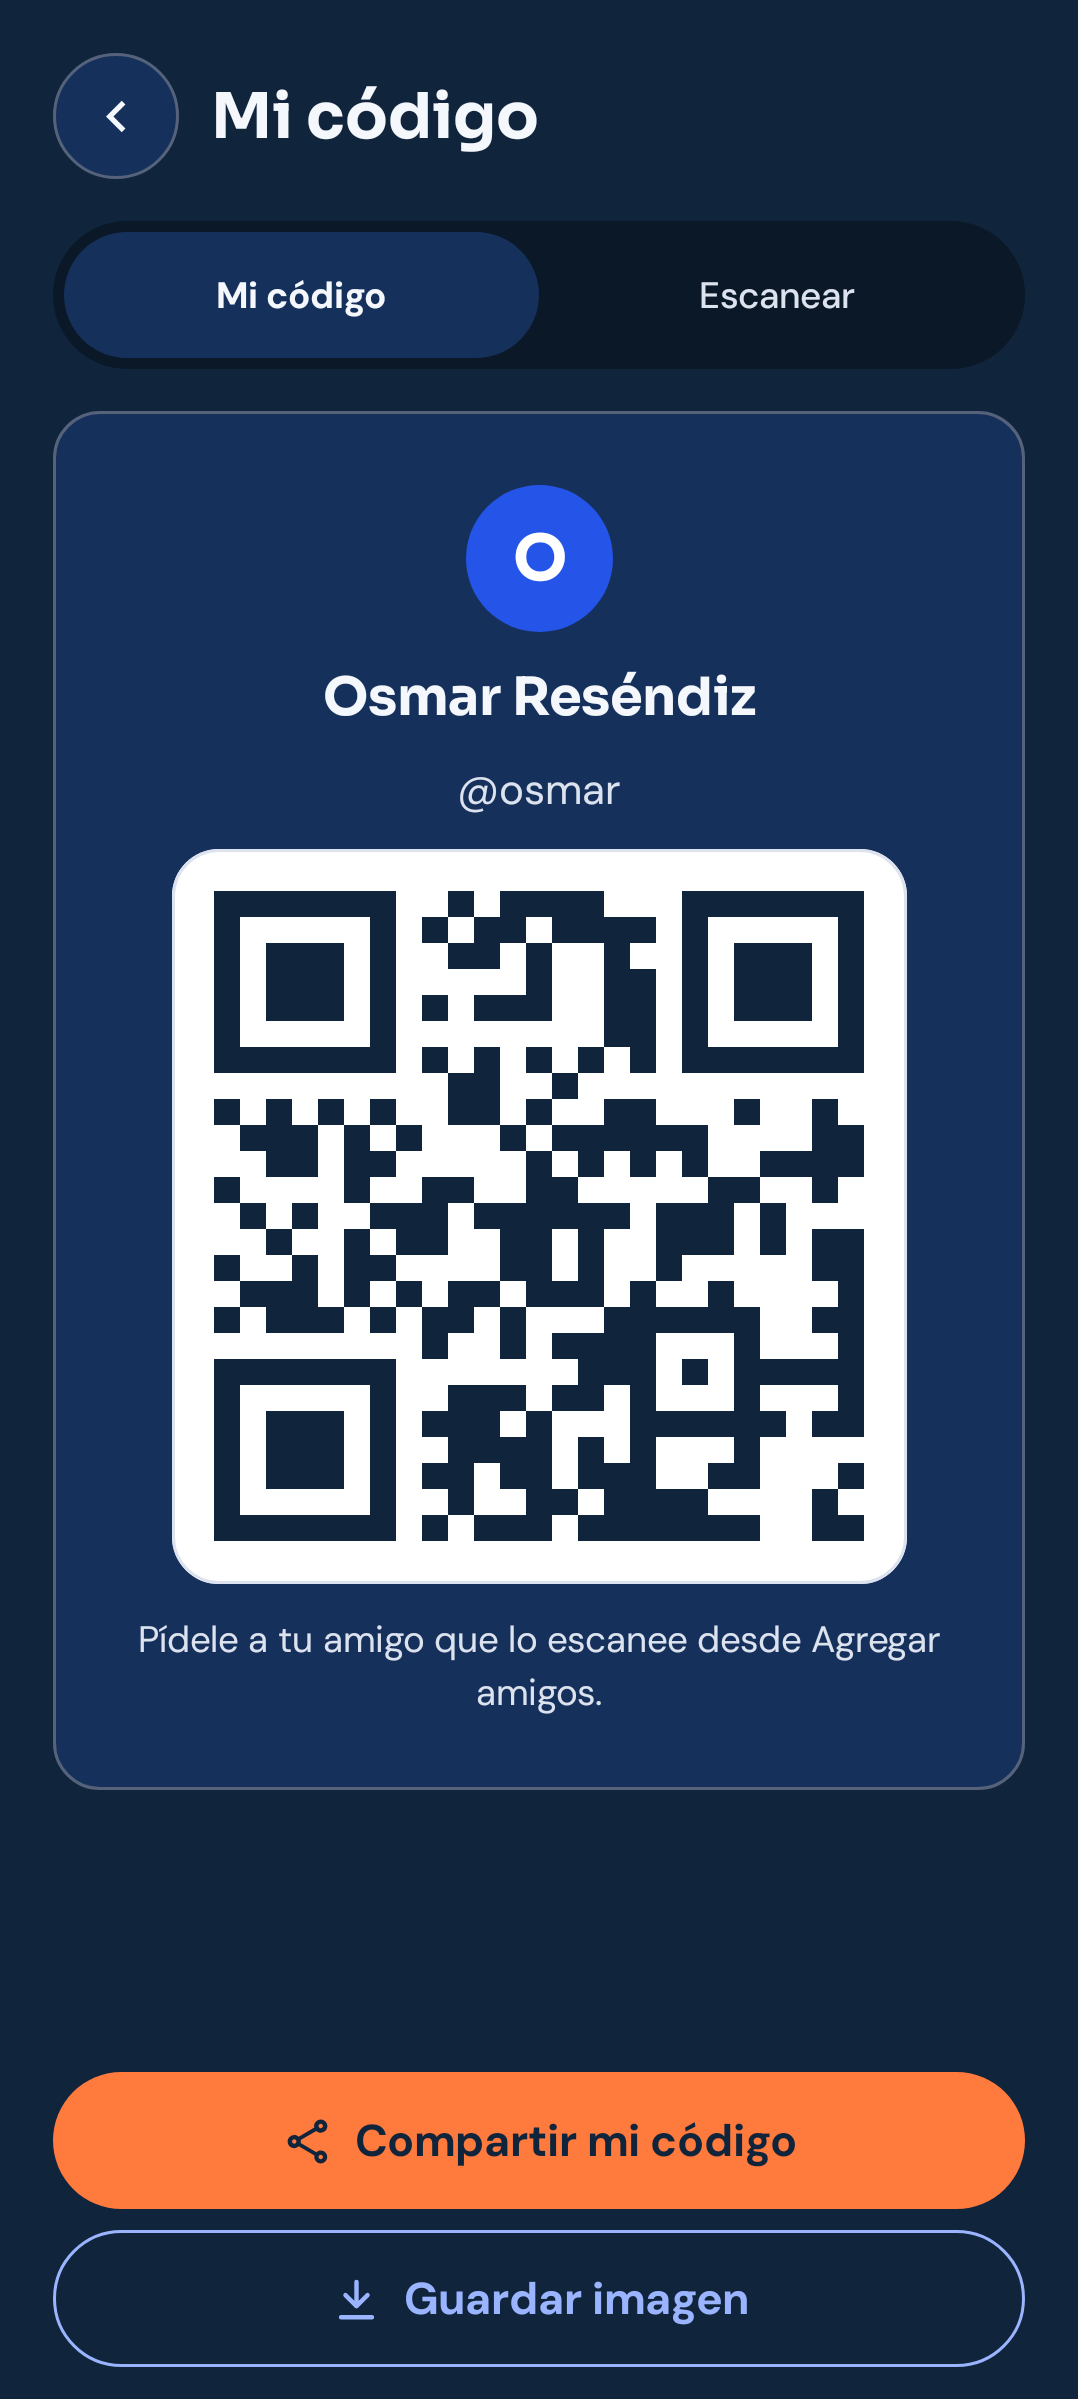 Mi código
Mi código
Escanear
O
Osmar Reséndiz
@osmar
Pídele a tu amigo que lo escanee desde Agregar
amigos.
Compartir mi código
Guardar imagen